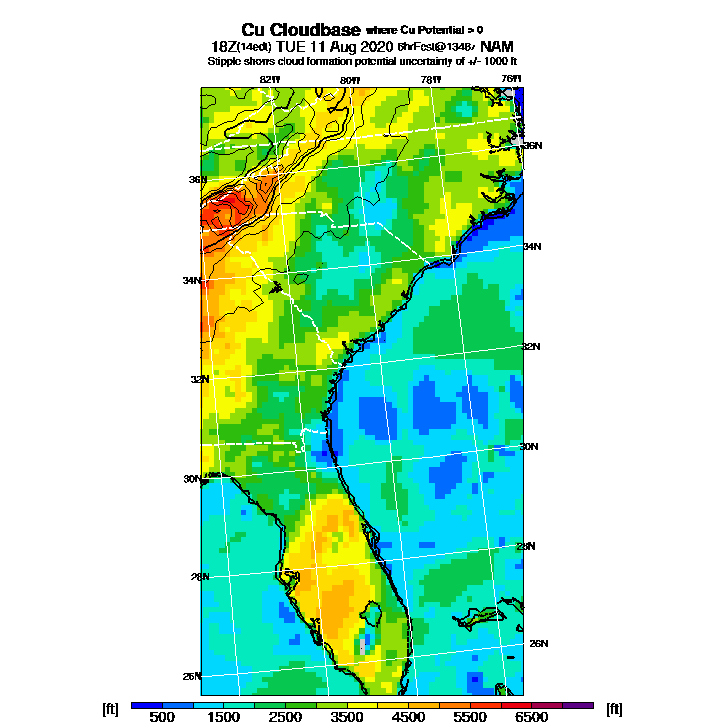 Cu Cloudbase where Cu Potential > 0
18Z(14edt) TUE 11 Aug 2020 6hrFcst@1348z NAM
Stipple shows cloud formation potential uncertainty of +/- 1000 ft
82W 80W 78W 76W
36N
36N
34N
34N
32N
32N
30N
30N
28N
28N
26N
26N
[ft] 500 1500 2500 3500 4500 5500 6500 [ft]